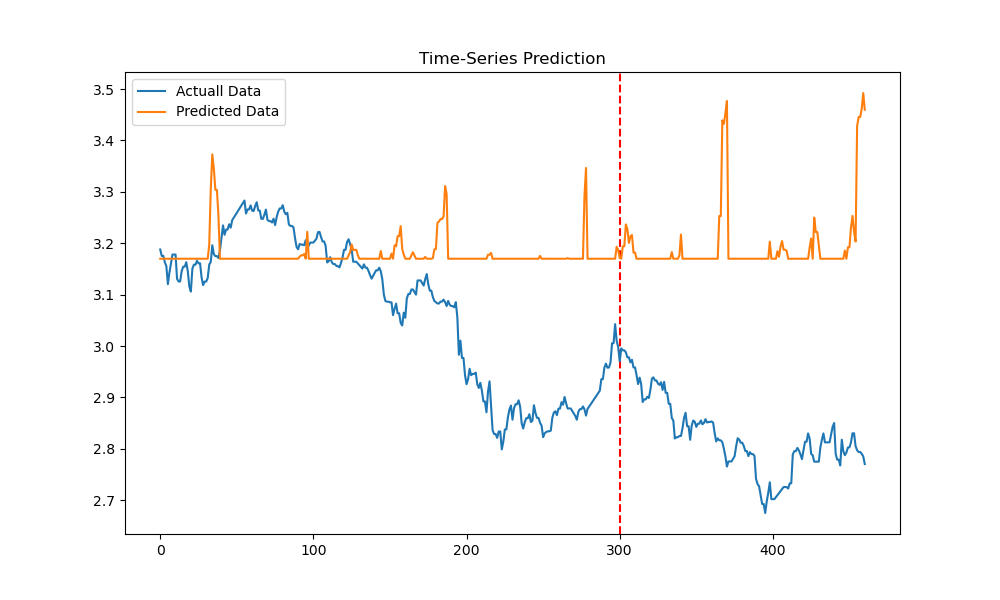 Time-Series Prediction
Actuall Data
Predicted Data
3.5
3.4
3.3
3.2
3.1
3.0
2.9
2.8
2.7
0 100 200 300 400